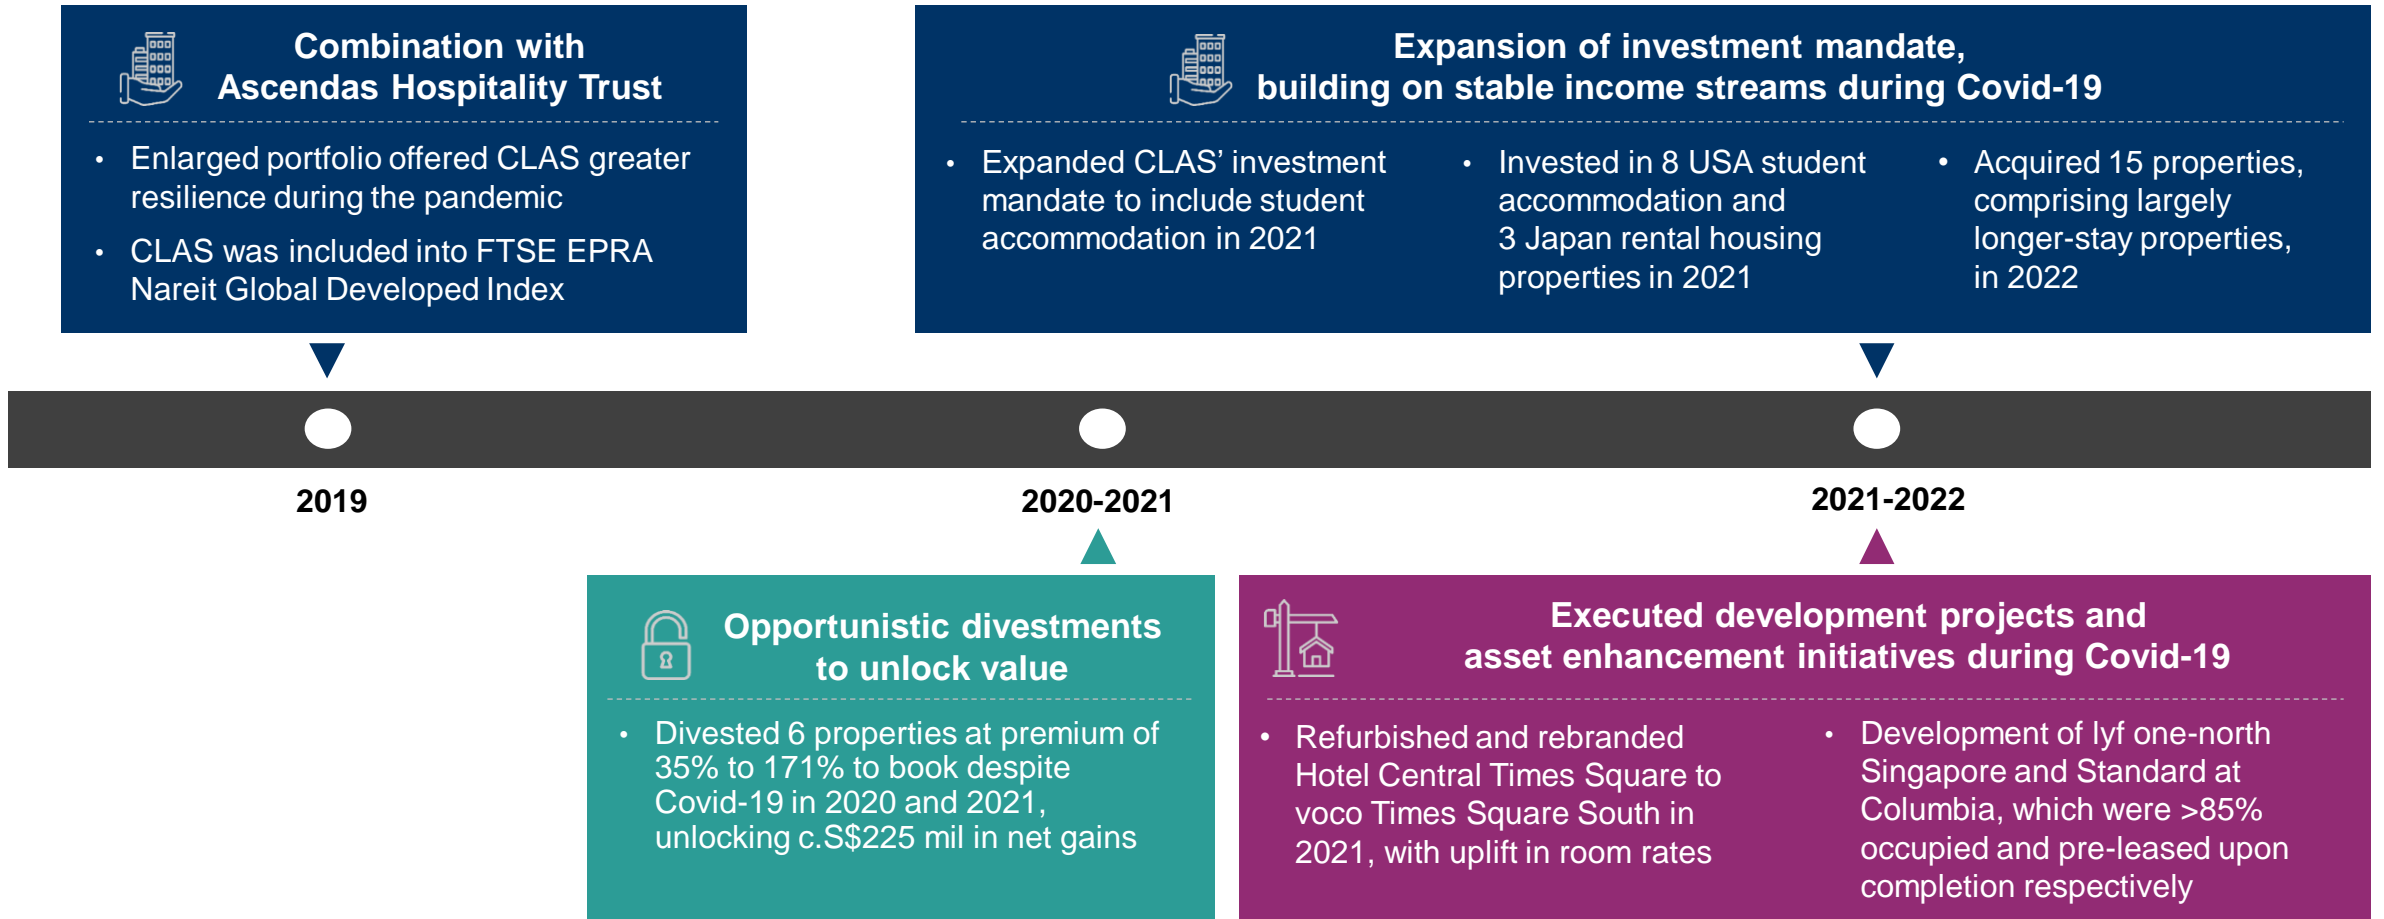 Combination with
Ascendas Hospitality Trust
• Enlarged portfolio offered CLAS greater
resilience during the pandemic
• CLAS was included into FTSE EPRA
Nareit Global Developed Index
Expansion of investment mandate,
building on stable income streams during Covid-19
• Expanded CLAS’ investment
mandate to include student
accommodation in 2021
• Invested in 8 USA student
accommodation and
3 Japan rental housing
properties in 2021
• Acquired 15 properties,
comprising largely
longer-stay properties,
in 2022
2019
2020-2021
2021-2022
Opportunistic divestments
to unlock value
• Divested 6 properties at premium of
35% to 171% to book despite
Covid-19 in 2020 and 2021,
unlocking c.S$225 mil in net gains
Executed development projects and
asset enhancement initiatives during Covid-19
• Refurbished and rebranded
Hotel Central Times Square to
voco Times Square South in
2021, with uplift in room rates
• Development of lyf one-north
Singapore and Standard at
Columbia, which were >85%
occupied and pre-leased upon
completion respectively